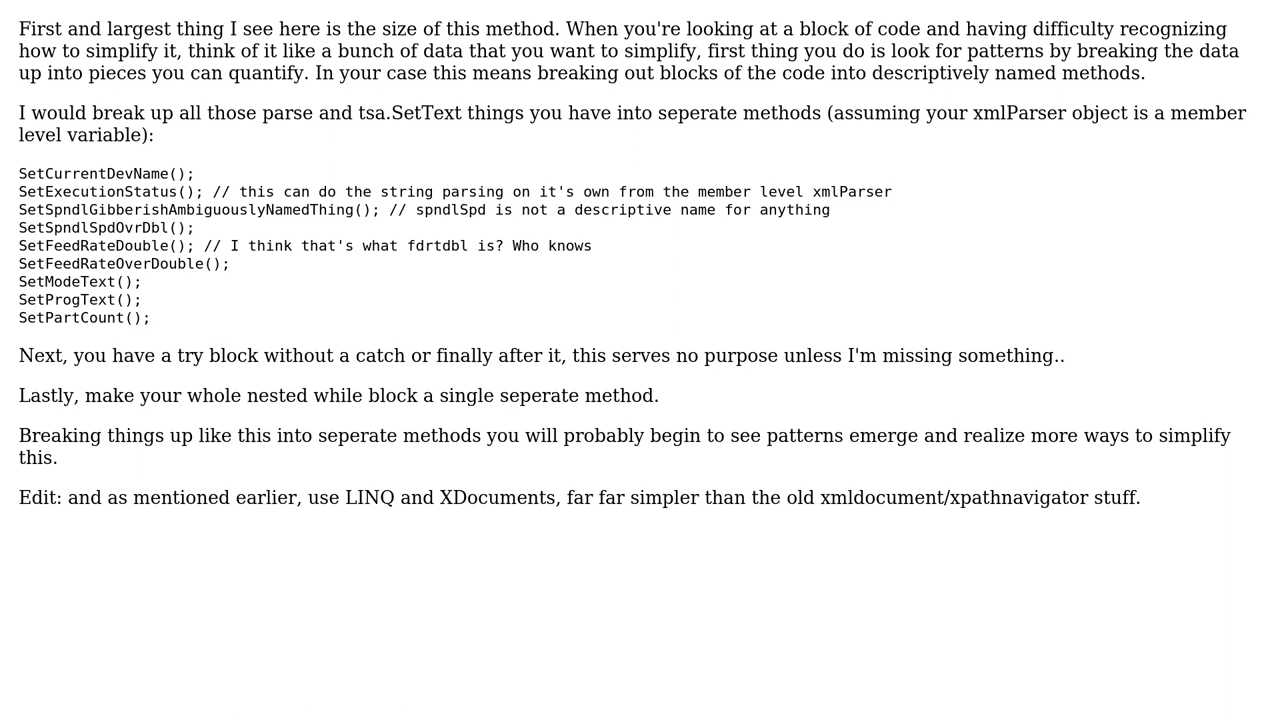 First and largest thing I see here is the size of this method. When you're looking at a block of code and having difficulty recognizing
how to simplify it, think of it like a bunch of data that you want to simplify, first thing you do is look for patterns by breaking the data
up into pieces you can quantify. In your case this means breaking out blocks of the code into descriptively named methods.
I would break up all those parse and tsa.SetText things you have into seperate methods (assuming your xmlParser object is a member
level variable):
SetCurrentDevName();
SetExecutionStatus(); // this can do the string parsing on it's own from the member level xmlParser
SetSpndlGibberishAmbiguouslyNamedThing(); // spndlSpd is not a descriptive name for anything
SetSpndlSpdOvrDbl();
SetFeedRateDouble(); // I think that's what fdrtdbl is? Who knows
SetFeedRateOverDouble();
SetModeText();
SetProgText();
SetPartCount();
Next, you have a try block without a catch or finally after it, this serves no purpose unless I'm missing something..
Lastly, make your whole nested while block a single seperate method.
Breaking things up like this into seperate methods you will probably begin to see patterns emerge and realize more ways to simplify
this.
Edit: and as mentioned earlier, use LINQ and XDocuments, far far simpler than the old xmldocument/xpathnavigator stuff.